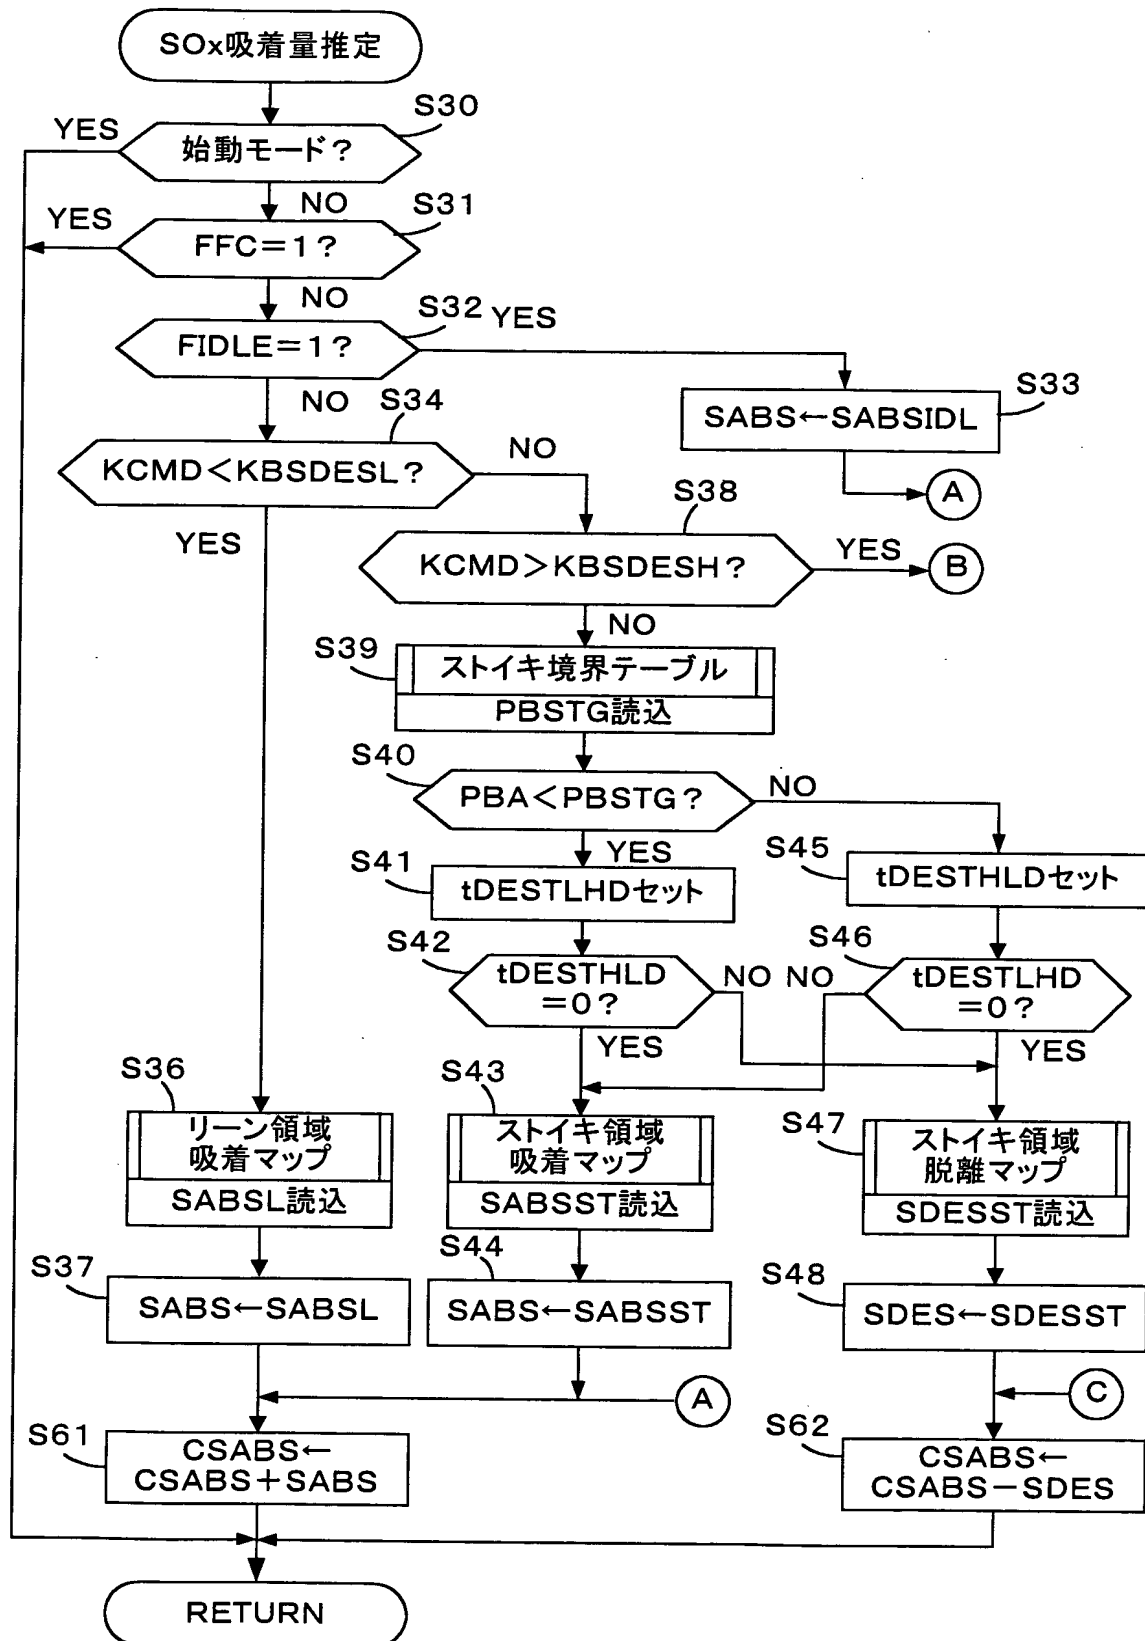 SOx吸着量推定
S30
YES
始動モード？
NO
S31
YES
FFC＝1？
NO
S32
YES
FIDLE＝1？
NO
S33
SABS←SABSIDL
A
S34
KCMD＜KBSDESL？
NO
YES
S38
KCMD＞KBSDESH？
YES
B
NO
S39
ストイキ境界テーブル
PBSTG読込
S40
PBA＜PBSTG？
NO
YES
S41
tDESTLHDセット
S45
tDESTHLDセット
S42
tDESTHLD
＝0？
NO
YES
S46
NO
tDESTLHD
＝0？
YES
S36
リーン領域
吸着マップ
SABSL読込
S43
ストイキ領域
吸着マップ
SABSST読込
S47
ストイキ領域
脱離マップ
SDESST読込
S37
SABS←SABSL
S44
SABS←SABSST
S48
SDES←SDESST
A
C
S61
CSABS←
CSABS＋SABS
S62
CSABS←
CSABS－SDES
RETURN